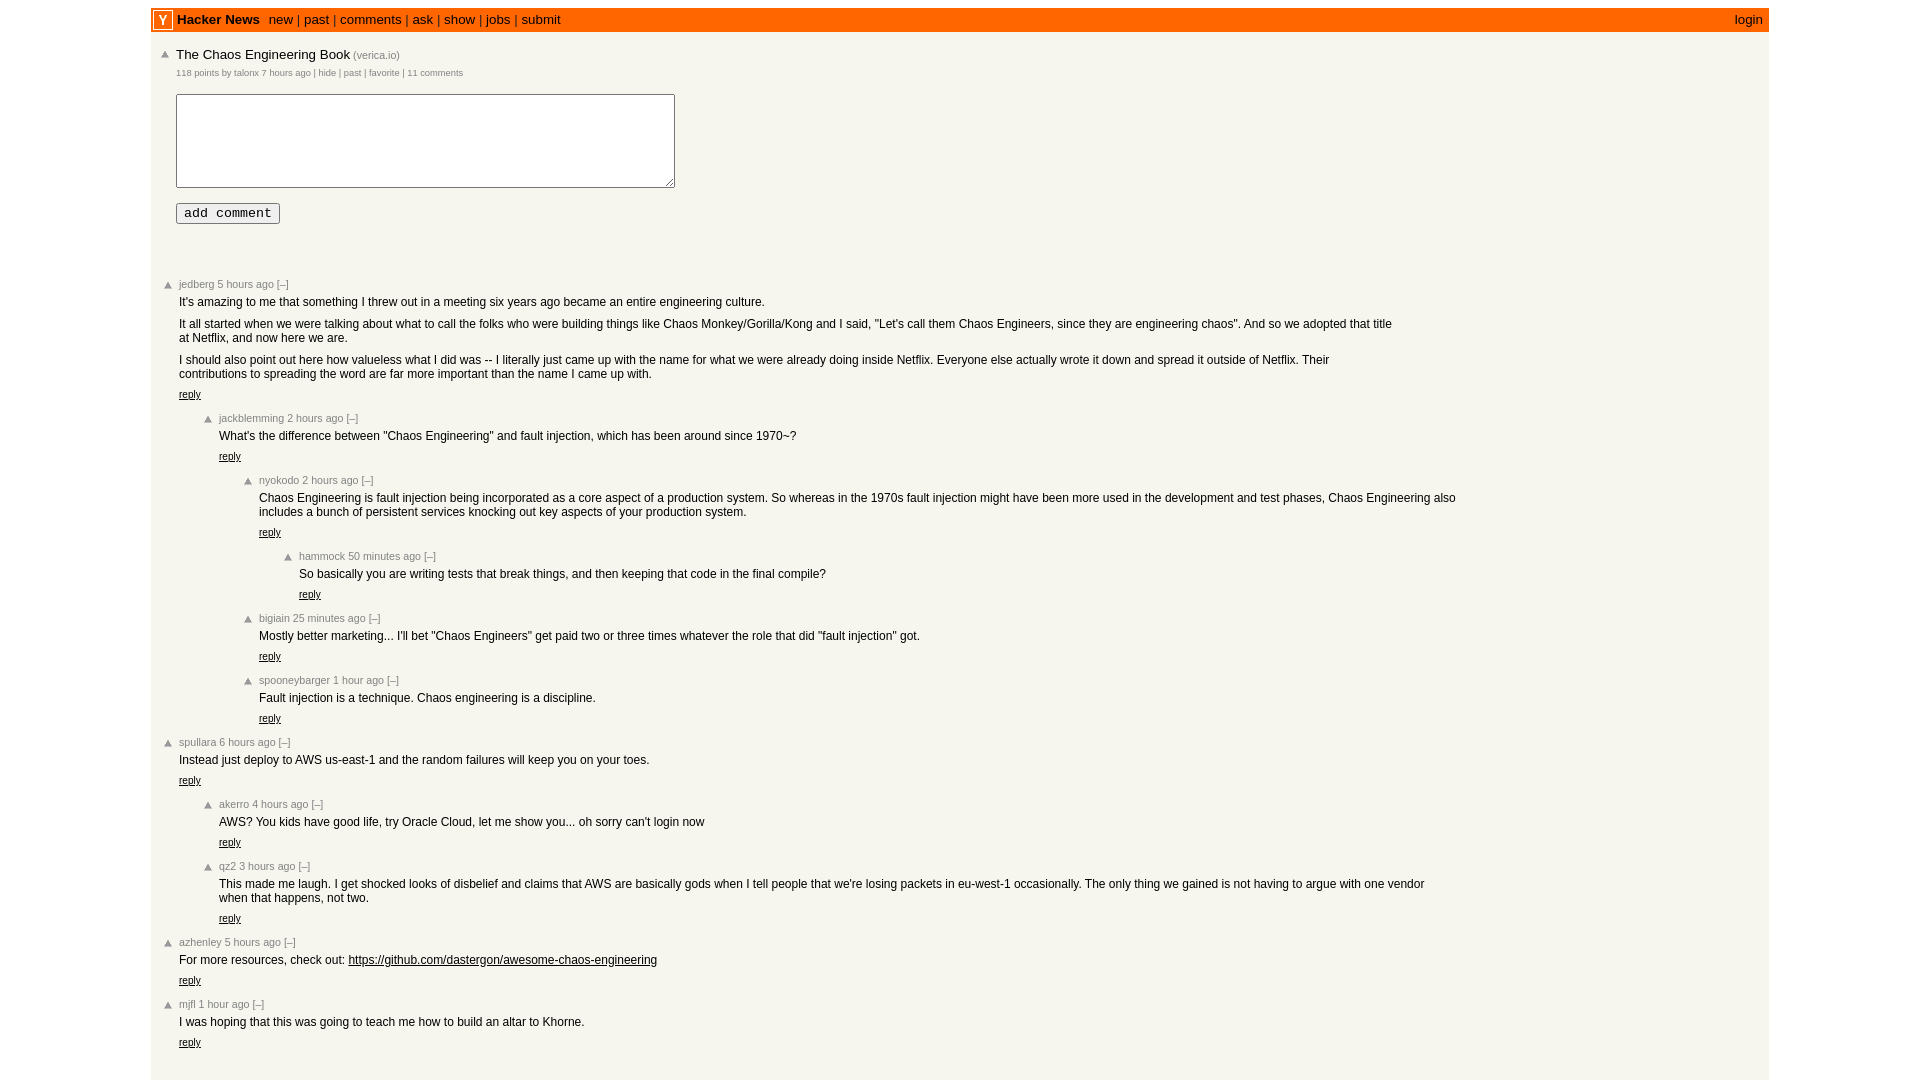 Y Hacker News new | past | comments | ask | show | jobs | submit login
The Chaos Engineering Book (verica.io)
118 points by talonx 7 hours ago | hide | past | favorite | 11 comments
add comment
jedberg 5 hours ago [–]
It's amazing to me that something I threw out in a meeting six years ago became an entire engineering culture.
It all started when we were talking about what to call the folks who were building things like Chaos Monkey/Gorilla/Kong and I said, "Let's call them Chaos Engineers, since they are engineering chaos". And so we adopted that title
at Netflix, and now here we are.
I should also point out here how valueless what I did was -- I literally just came up with the name for what we were already doing inside Netflix. Everyone else actually wrote it down and spread it outside of Netflix. Their
contributions to spreading the word are far more important than the name I came up with.
reply
jackblemming 2 hours ago [–]
What's the difference between "Chaos Engineering" and fault injection, which has been around since 1970~?
reply
nyokodo 2 hours ago [–]
Chaos Engineering is fault injection being incorporated as a core aspect of a production system. So whereas in the 1970s fault injection might have been more used in the development and test phases, Chaos Engineering also
includes a bunch of persistent services knocking out key aspects of your production system.
reply
hammock 50 minutes ago [–]
So basically you are writing tests that break things, and then keeping that code in the final compile?
reply
bigiain 25 minutes ago [–]
Mostly better marketing... I'll bet "Chaos Engineers" get paid two or three times whatever the role that did "fault injection" got.
reply
spooneybarger 1 hour ago [–]
Fault injection is a technique. Chaos engineering is a discipline.
reply
spullara 6 hours ago [–]
Instead just deploy to AWS us-east-1 and the random failures will keep you on your toes.
reply
akerro 4 hours ago [–]
AWS? You kids have good life, try Oracle Cloud, let me show you... oh sorry can't login now
reply
qz2 3 hours ago [–]
This made me laugh. I get shocked looks of disbelief and claims that AWS are basically gods when I tell people that we're losing packets in eu-west-1 occasionally. The only thing we gained is not having to argue with one vendor
when that happens, not two.
reply
azhenley 5 hours ago [–]
For more resources, check out: https://github.com/dastergon/awesome-chaos-engineering
reply
mjfl 1 hour ago [–]
I was hoping that this was going to teach me how to build an altar to Khorne.
reply